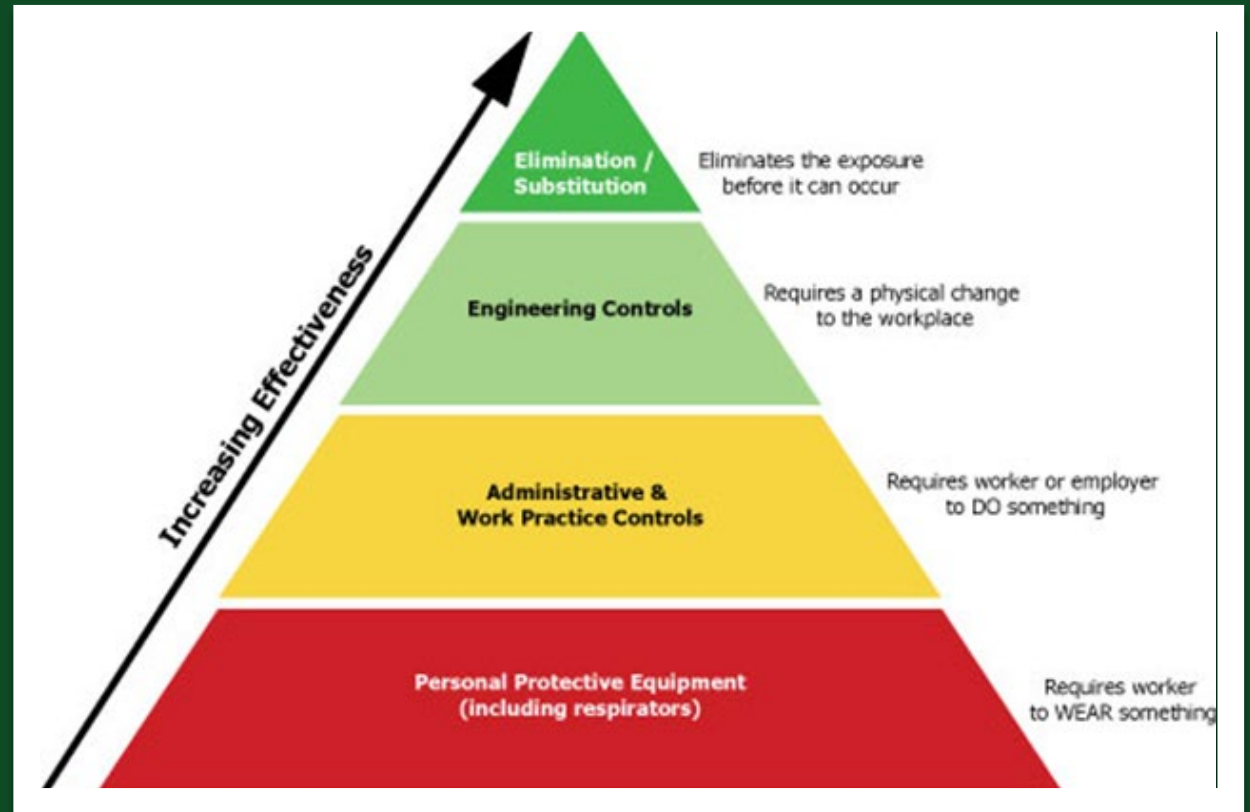 Elimination /
Substitution
Eliminates the exposure
before it can occur
Increasing Effectiveness
Engineering Controls
Requires a physical change
to the workplace
Administrative &
Work Practice Controls
Requires worker or employer
to DO something
Personal Protective Equipment
(including respirators)
Requires worker
to WEAR something